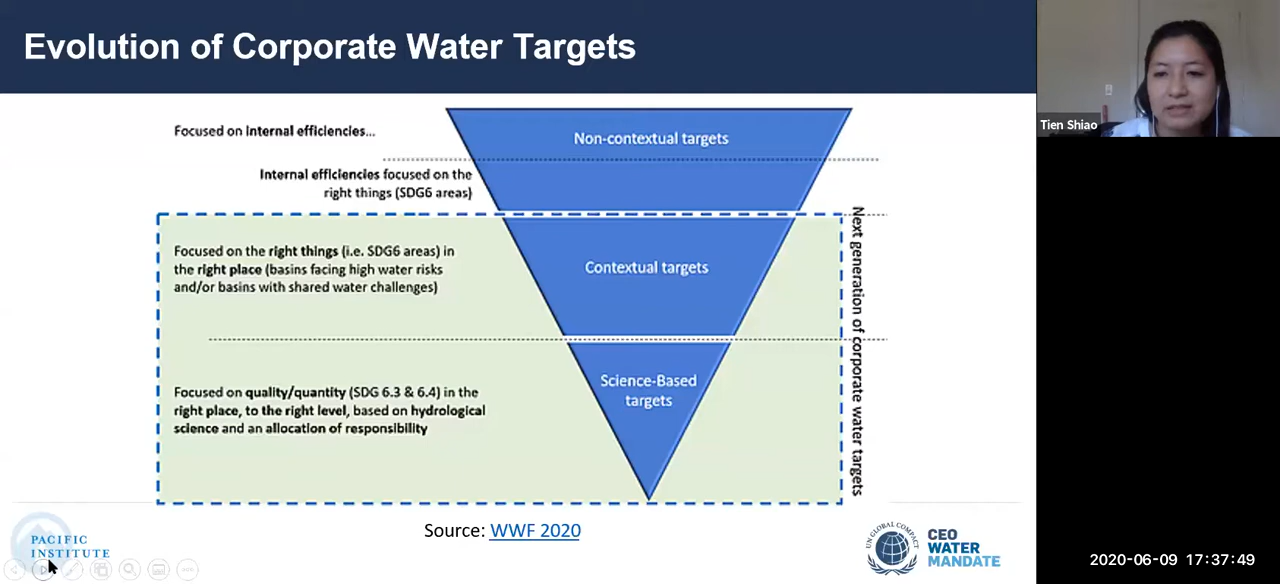 Evolution of Corporate Water Targets
Tien Shiao
Focused on Internal efficiencies...
Non-contextual targets
Internal efficiencies focused on the
right things (SDG6 areas)
Focused on the right things (i.e. SDG6 areas) in
the right place (basins facing high water risks
and/or basins with shared water challenges)
Contextual targets
Next generation of corporate water targets
Science-Based
targets
Focused on quality/quantity (SDG 6.3 & 6.4) in the
right place, to the right level, based on hydrological
science and an allocation of responsibility
Source: WWF 2020
PACIFIC
INSTITUTE
UN GLOBAL COMPACT
CEO
WATER
MANDATE
2020-06-09 17:37:49